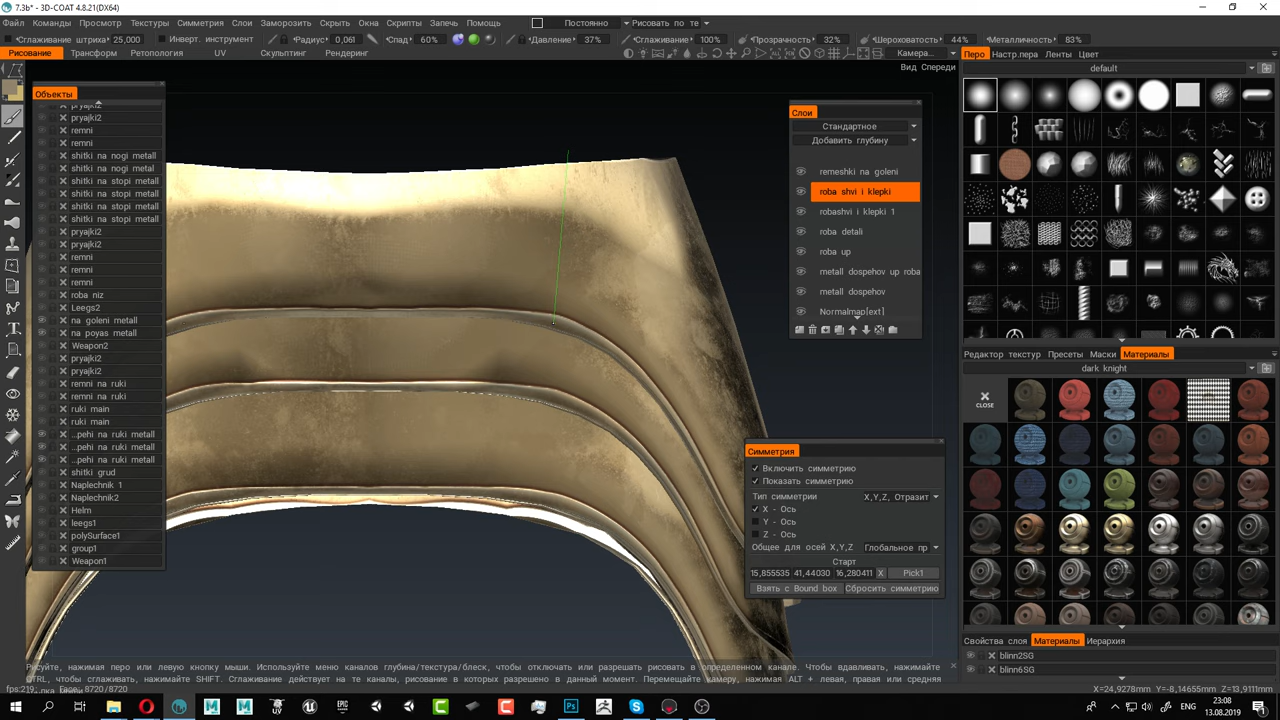 7.3b* - 3D-COAT 4.8.21(DX64)
Файл Команды Просмотр Текстуры Симметрия Слои Заморозить Скрыть Окна Скрипты Запечь Помощь Постоянно Рисовать по те
Сглаживание штриха 25,000 Инверт. инструмент Радиус 0,061 Спад 60% Давление 37% Сглаживание 100% Прозрачность 32% Шероховатость 44% Металличность 83%
Рисование Трансформ Ретопология UV Скульптинг Рендеринг Камера...
Вид Спереди
Объекты
pryajki2
pryajki2
remni
remni
shitki na nogi metall
shitki na nogi metal
shitki na stopi metall
shitki na stopi metall
shitki na stopi metall
shitki na stopi metall
pryajki2
pryajki2
remni
remni
remni
roba niz
Leegs2
na goleni metall
na poyas metall
Weapon2
pryajki2
pryajki2
remni na ruki
remni na ruki
ruki main
ruki main
...pehi na ruki metall
...pehi na ruki metall
...pehi na ruki metall
shitki grud
Naplechnik 1
Naplechnik2
Helm
leegs1
polySurface1
group1
Weapon1
Слои
Стандартное
Добавить глубину
remeshki na goleni
roba shvi i klepki
robashvi i klepki 1
roba detali
roba up
metall dospehov up roba
metall dospehov
Normalmap[ext]
Симметрия
Включить симметрию
Показать симметрию
Тип симметрии X,Y,Z, Отразит
X - Ось
Y - Ось
Z - Ось
Общее для осей X,Y,Z Глобальное пр
Старт
15,855535 41,44030 16,280411 X Pick1
Взять с Bound box Сбросить симметрию
Перо Настр.пера Ленты Цвет
default
Редактор текстур Пресеты Маски Материалы
dark knight
CLOSE
Свойства слоя Материалы Иерархия
blinn2SG
blinn6SG
Рисуйте, нажимая перо или левую кнопку мыши. Используйте меню каналов глубина/текстура/блеск, чтобы отключить или разрешать рисовать в определенном канале. Чтобы вдавливать, нажимайте
CTRL, чтобы сглаживать, нажимайте SHIFT. Сглаживание действует на те каналы, рисование в которых разрешено в данный момент. Перемещайте камеру, нажимая ALT + левая, правая или средняя
fps:219
X=24,9278m Y=-8,14655m Z=13,9111m
ENG 23:08
13.08.2019